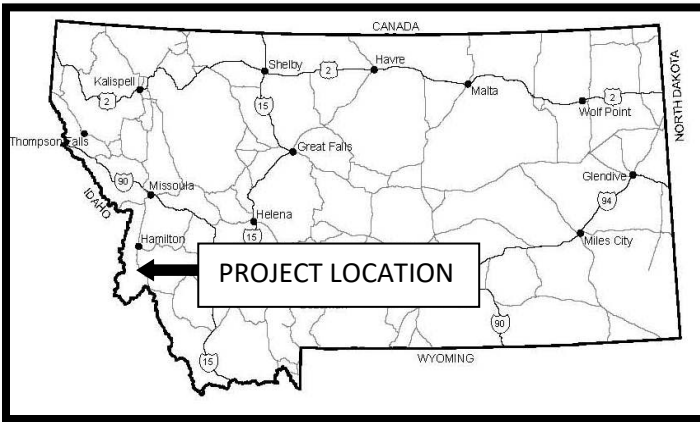 CANADA
Shelby
Havre
2
Kalispell
2
15
Malta
2
Wolf Point
NORTH DAKOTA
Thompson Falls
Great Falls
90
Missoula
Glendive
94
IDAHO
Helena
15
Hamilton
Miles City
PROJECT LOCATION
90
15
WYOMING